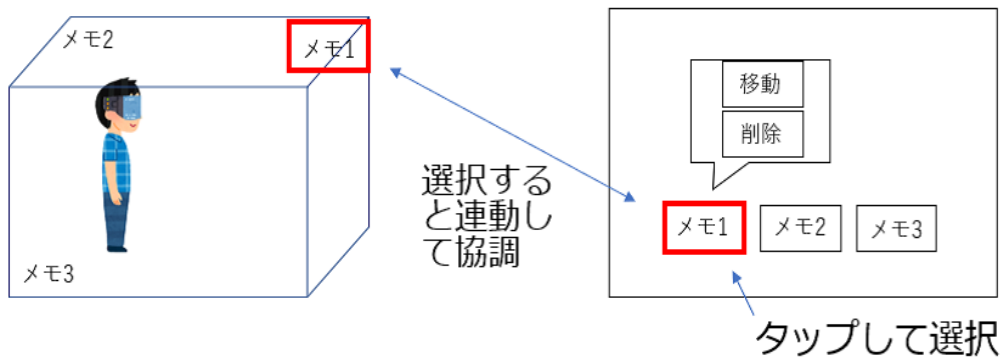 メモ2
メモ1
メモ3
選択する
と連動し
て協調
移動
削除
メモ1
メモ2
メモ3
タップして選択